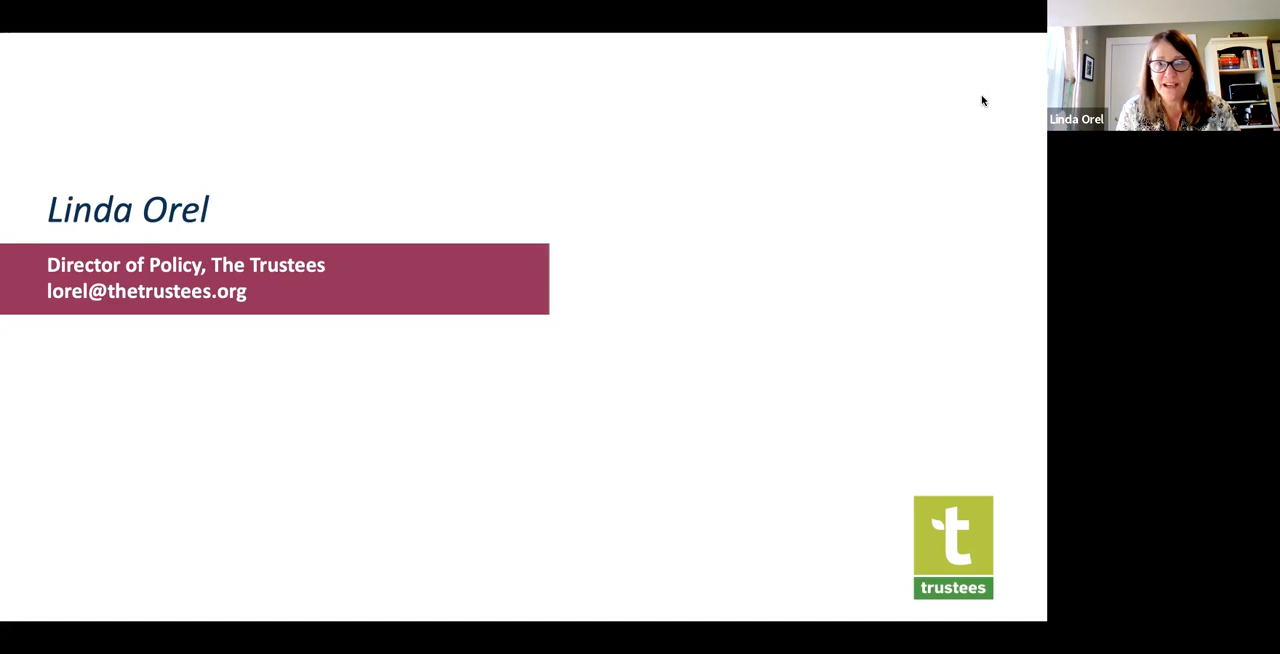 Linda Orel
Linda Orel
Director of Policy, The Trustees
lorel@thetrustees.org
t
trustees